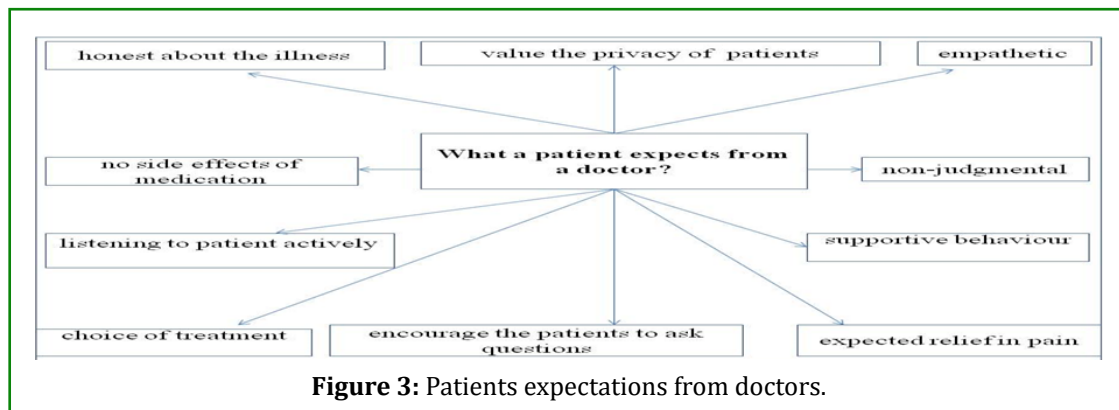 honest about the illness
value the privacy of patients
empathetic
What a patient expects from
a doctor?
no side effects of
medication
non-judgmental
listening to patient actively
supportive behaviour
choice of treatment
encourage the patients to ask
questions
expected relief in pain
Figure 3: Patients expectations from doctors.